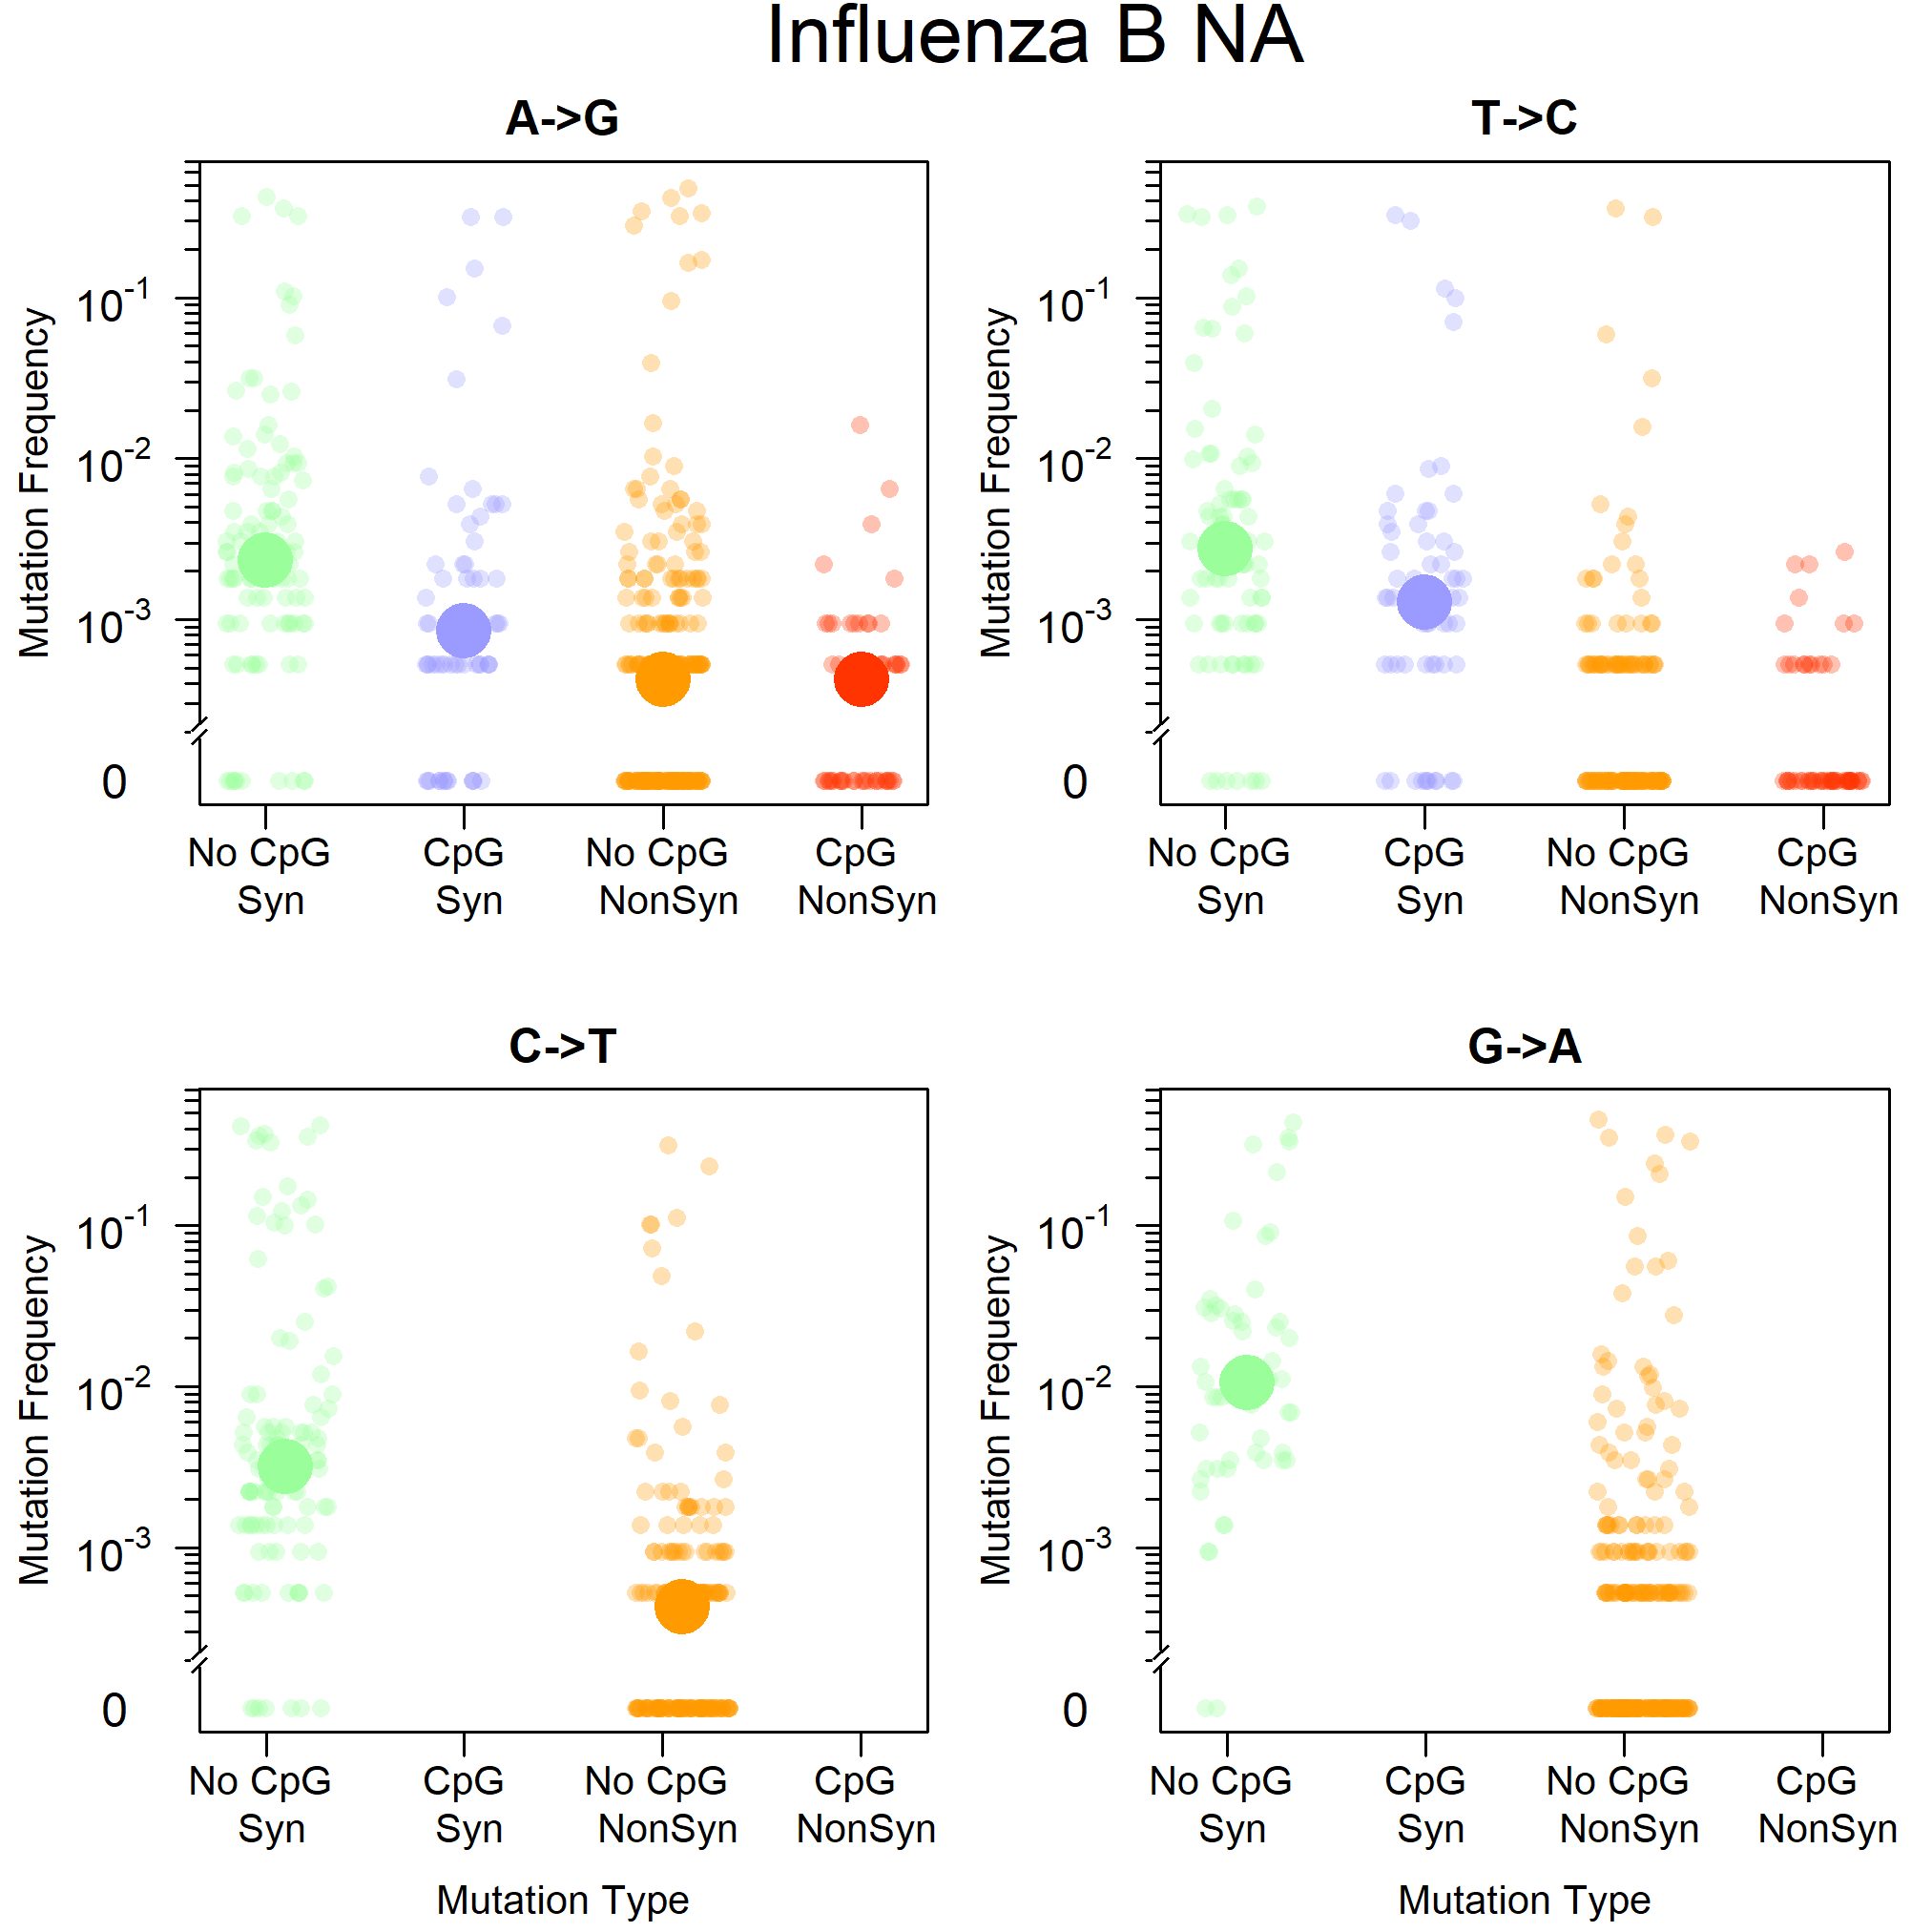 Influenza B NA
A->G
T->C
Mutation Frequency
10-1
10-2
10-3
0
No CpG Syn
CpG Syn
No CpG NonSyn
CpG NonSyn
Mutation Frequency
10-1
10-2
10-3
0
No CpG Syn
CpG Syn
No CpG NonSyn
CpG NonSyn
C->T
G->A
Mutation Frequency
10-1
10-2
10-3
0
No CpG Syn
CpG Syn
No CpG NonSyn
CpG NonSyn
Mutation Type
Mutation Frequency
10-1
10-2
10-3
0
No CpG Syn
CpG Syn
No CpG NonSyn
CpG NonSyn
Mutation Type